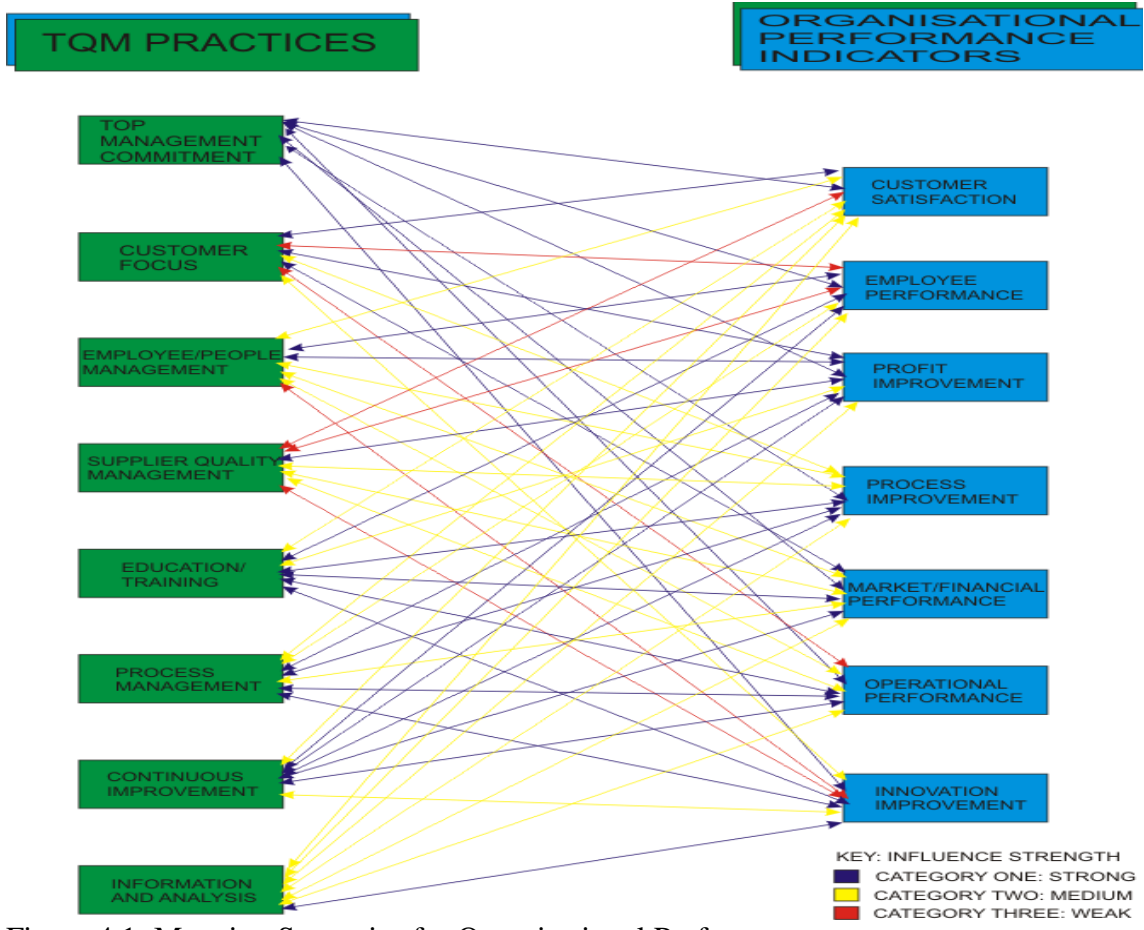 TQM PRACTICES
ORGANISATIONAL
PERFORMANCE
INDICATORS
TOP
MANAGEMENT
COMMITMENT
CUSTOMER
FOCUS
EMPLOYEE/PEOPLE
MANAGEMENT
SUPPLIER QUALITY
MANAGEMENT
EDUCATION/
TRAINING
PROCESS
MANAGEMENT
CONTINUOUS
IMPROVEMENT
INFORMATION
AND ANALYSIS
CUSTOMER
SATISFACTION
EMPLOYEE
PERFORMANCE
PROFIT
IMPROVEMENT
PROCESS
IMPROVEMENT
MARKET/FINANCIAL
PERFORMANCE
OPERATIONAL
PERFORMANCE
INNOVATION
IMPROVEMENT
KEY: INFLUENCE STRENGTH
CATEGORY ONE: STRONG
CATEGORY TWO: MEDIUM
CATEGORY THREE: WEAK